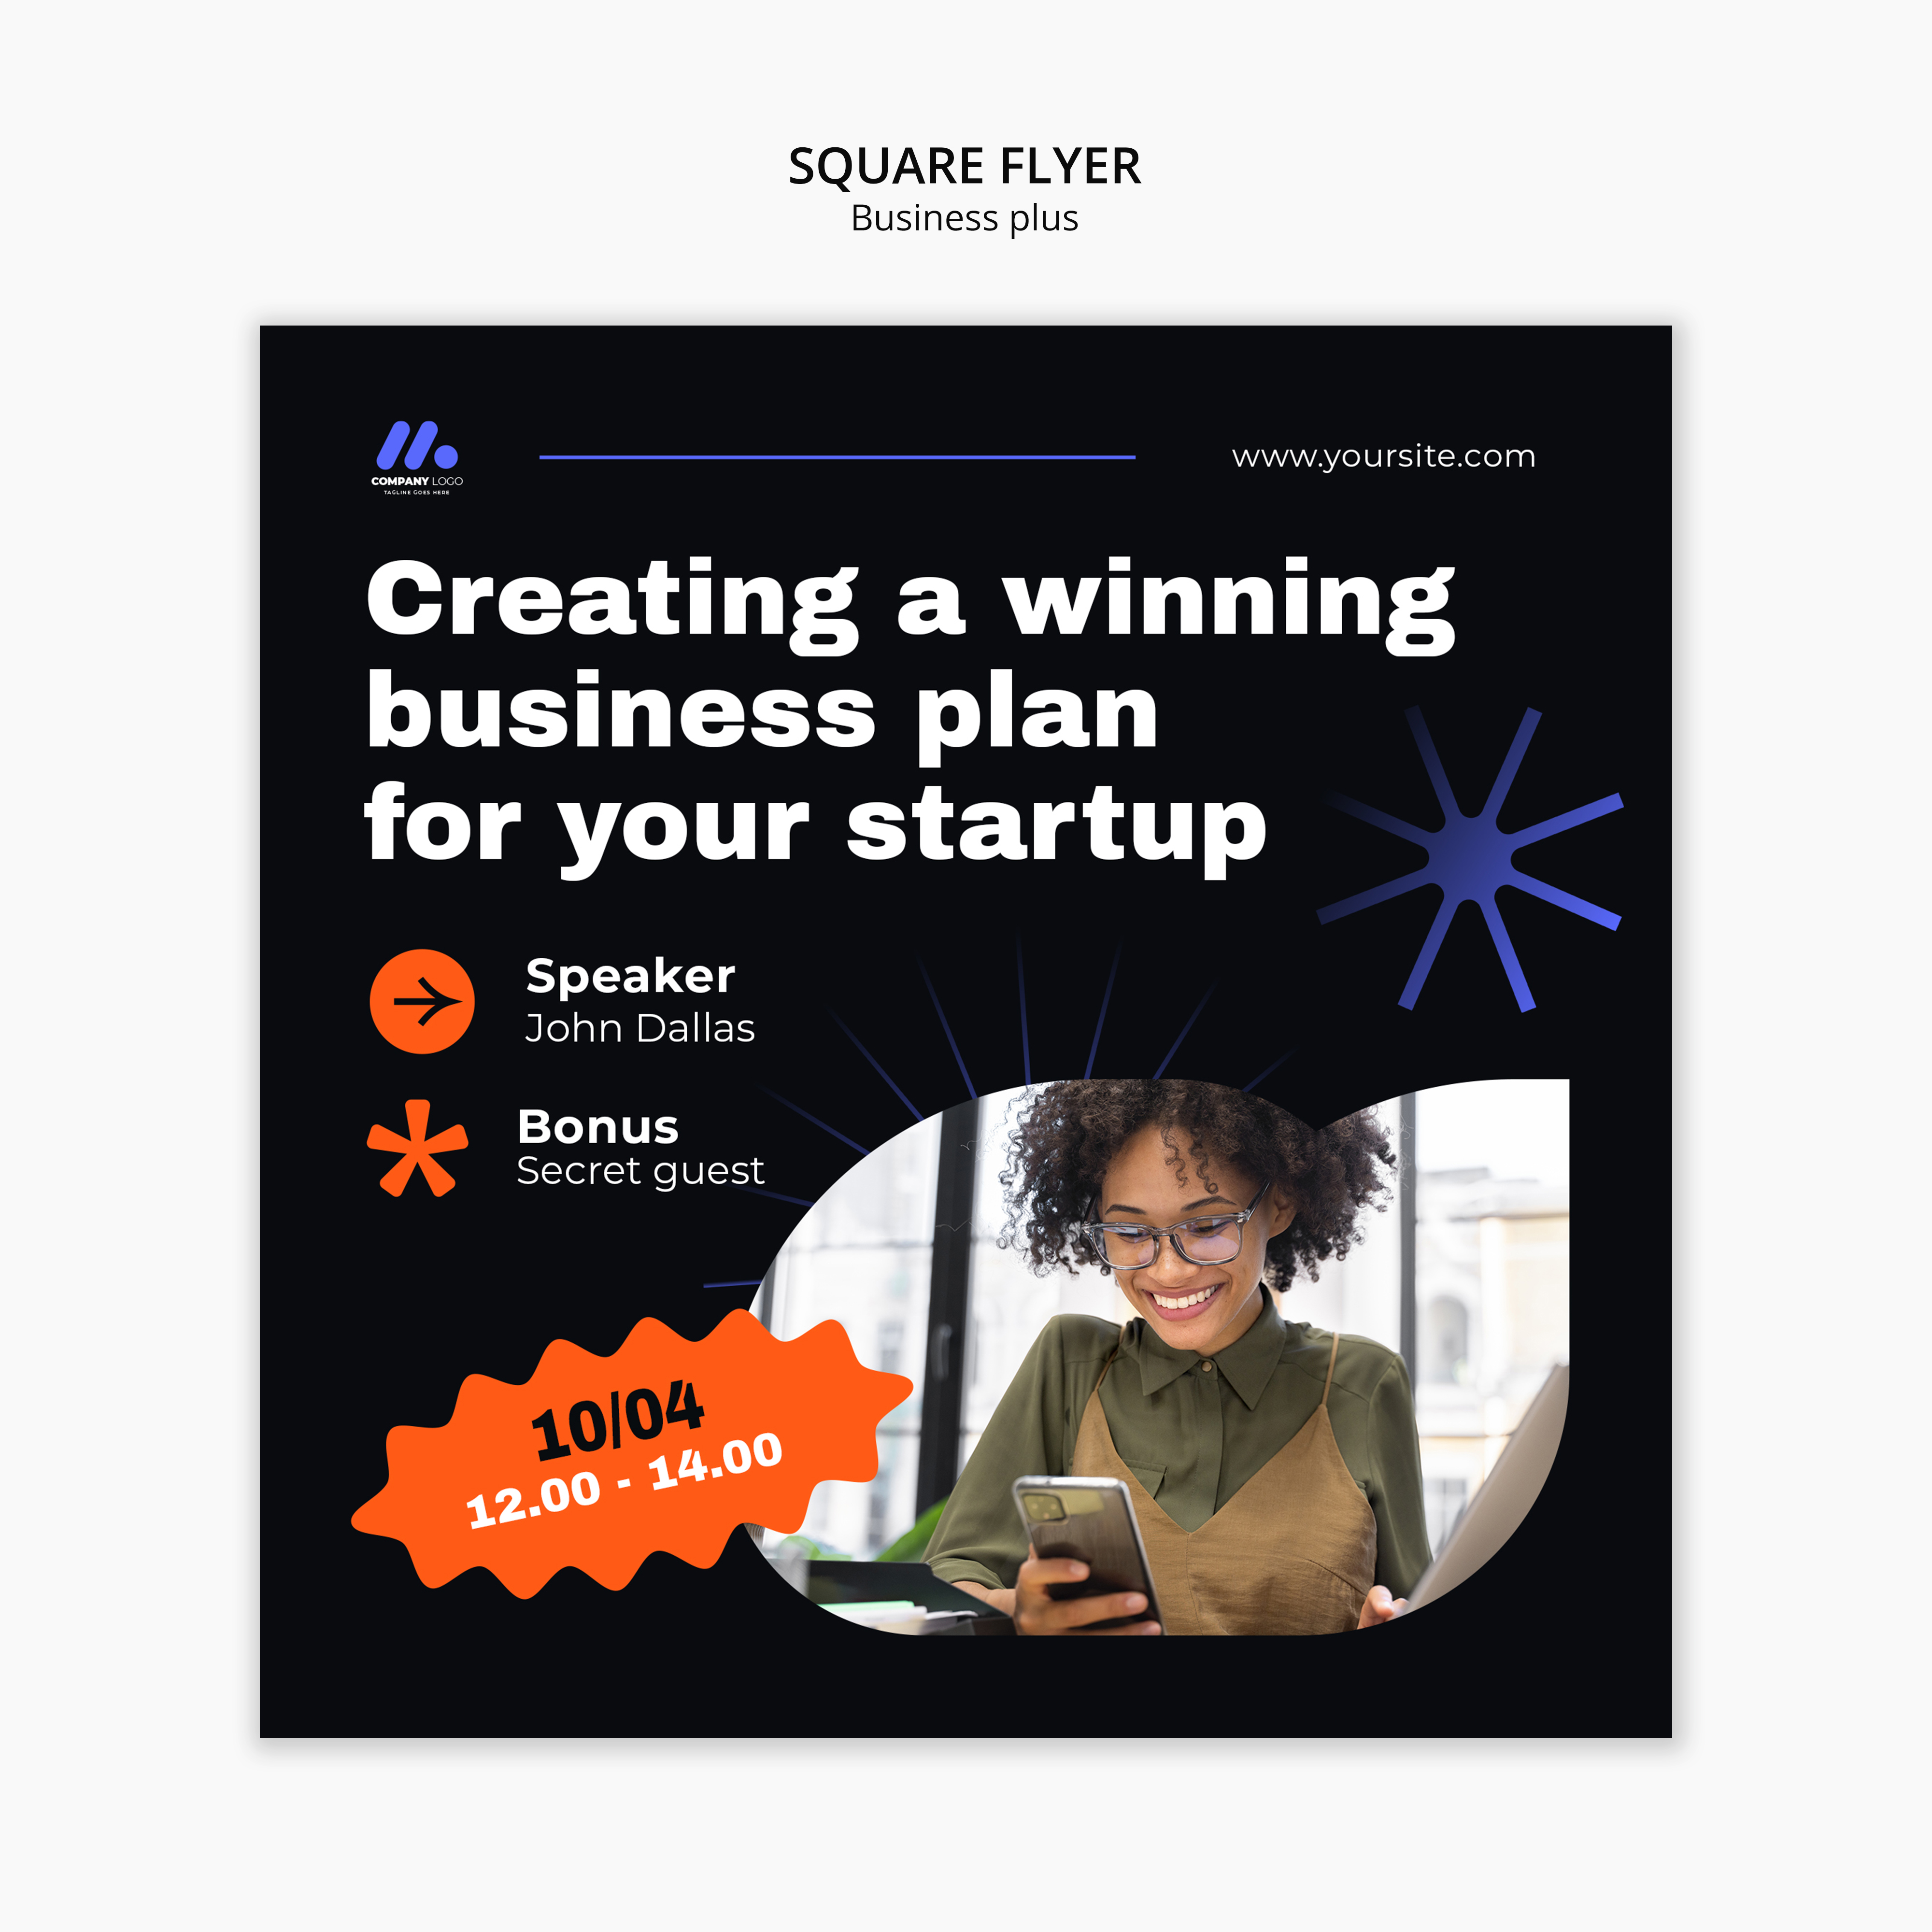 SQUARE FLYER
Business plus
COMPANY LOGO
TAGLINE GOES HERE
www.yoursite.com
Creating a winning
business plan
for your startup
Speaker
John Dallas
Bonus
Secret guest
10/04
12.00 - 14.00